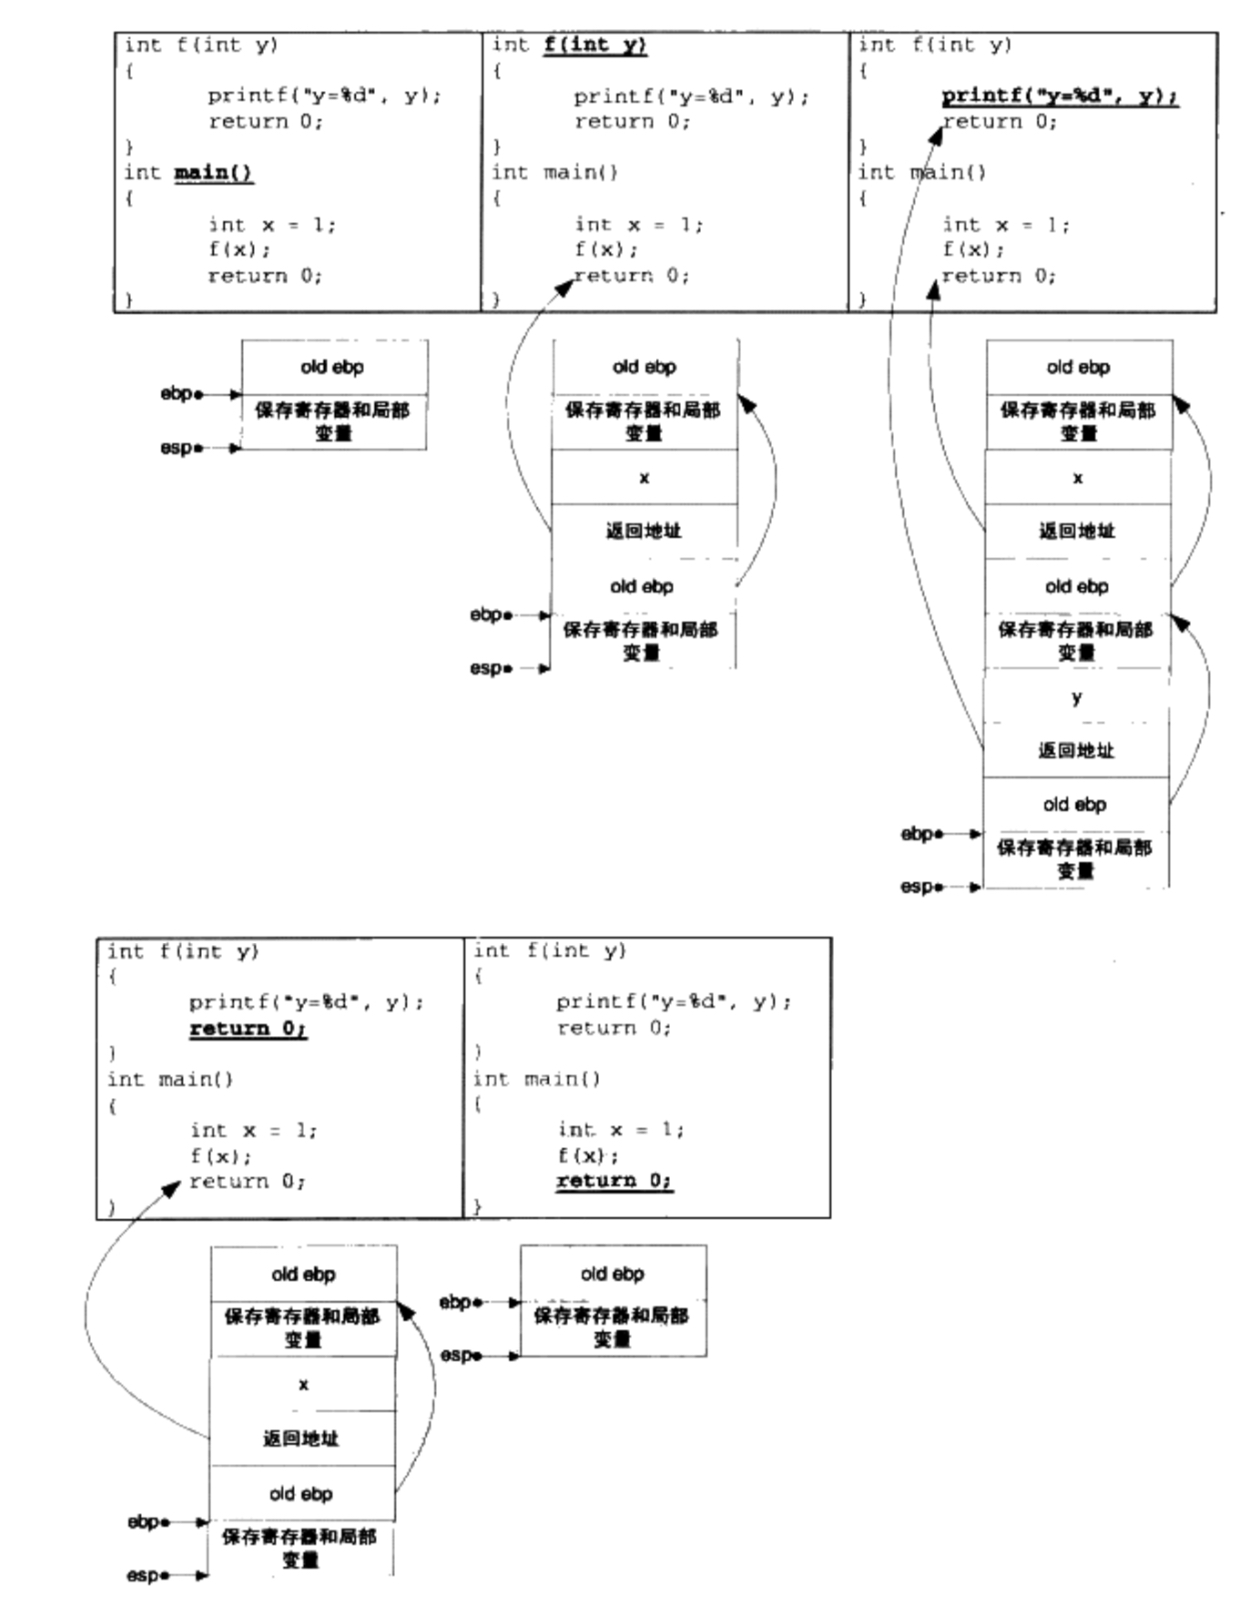 int f(int y)
{
printf("y=%d", y);
return 0;
}
int main()
{
int x = 1;
f(x);
return 0;
}
int f(int y)
{
printf("y=%d", y);
return 0;
}
int main()
{
int x = 1;
f(x);
return 0;
}
int f(int y)
{
printf("y=%d", y);
return 0;
}
int main()
{
int x = 1;
f(x);
return 0;
}
old ebp
ebp
保存寄存器和局部
变量
esp
old ebp
保存寄存器和局部
变量
x
返回地址
old ebp
ebp
保存寄存器和局部
变量
esp
old ebp
保存寄存器和局部
变量
x
返回地址
old ebp
保存寄存器和局部
变量
y
返回地址
old ebp
ebp
保存寄存器和局部
变量
esp
int f(int y)
{
printf("y=%d", y);
return 0;
}
int main()
{
int x = 1;
f(x);
return 0;
}
int f(int y)
{
printf("y=%d", y);
return 0;
}
int main()
{
int x = 1;
f(x);
return 0;
}
old ebp
保存寄存器和局部
变量
x
返回地址
old ebp
ebp
保存寄存器和局部
变量
esp
old ebp
ebp
保存寄存器和局部
变量
esp